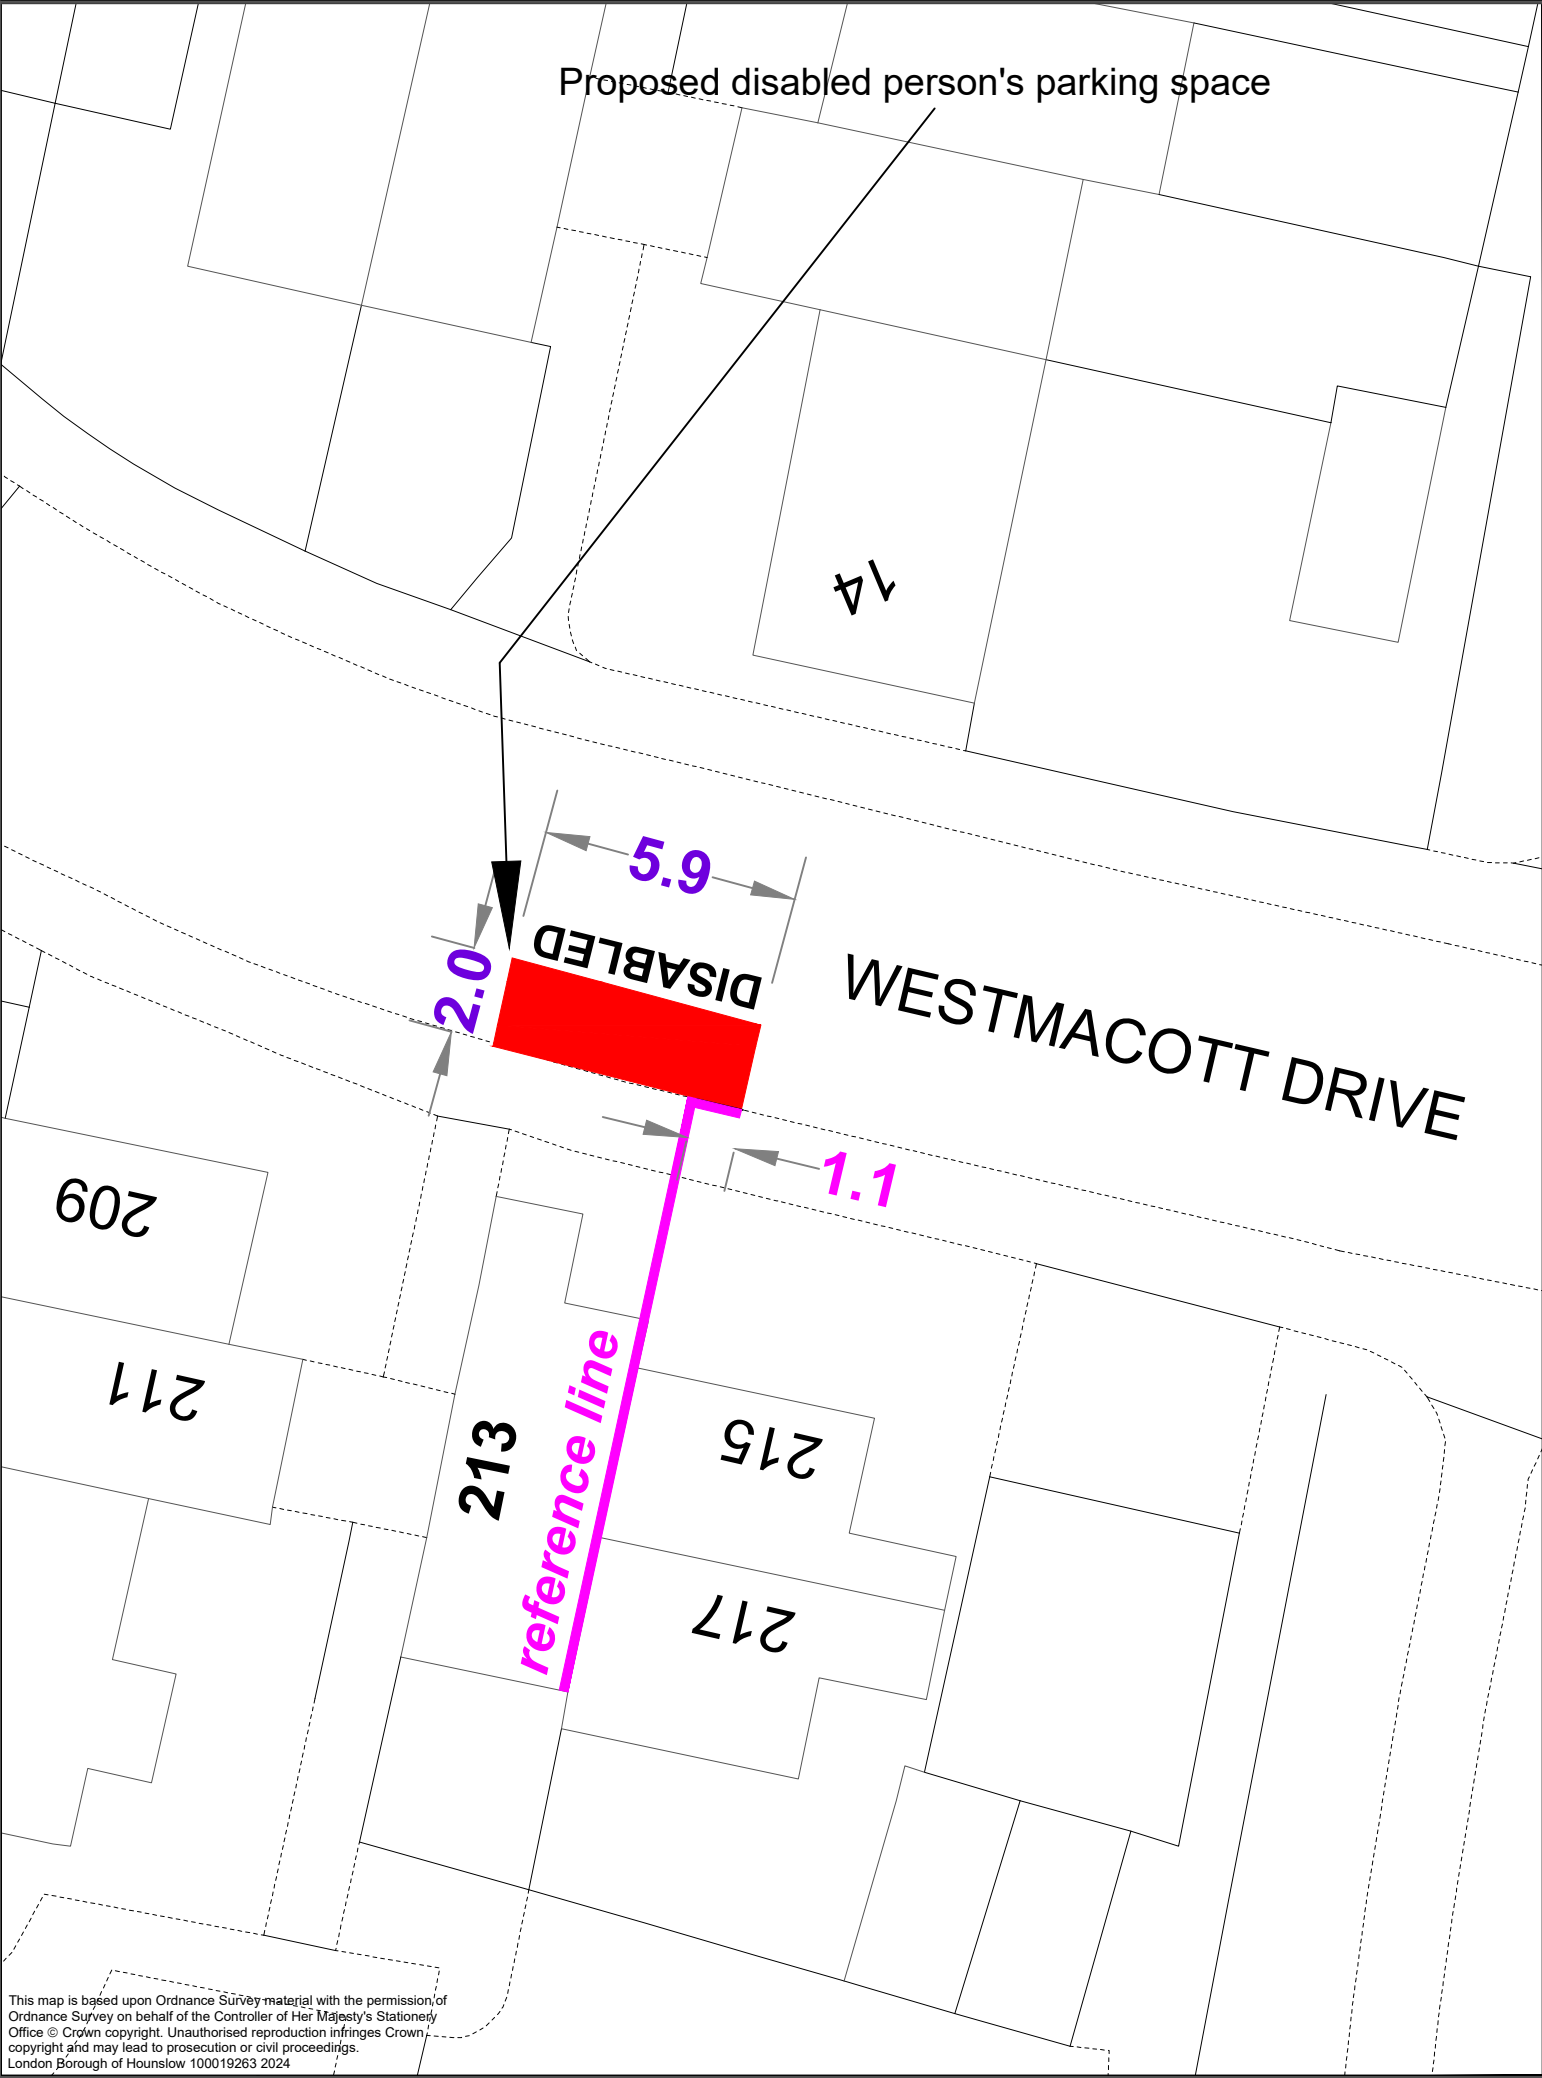 Proposed disabled person's parking space
14
5.9
DISABLED
2.0
WESTMACOTT DRIVE
1.1
209
211
213
reference line
215
217
This map is based upon Ordnance Survey material with the permission of
Ordnance Survey on behalf of the Controller of Her Majesty's Stationery
Office © Crown copyright. Unauthorised reproduction infringes Crown
copyright and may lead to prosecution or civil proceedings.
London Borough of Hounslow 100019263 2024